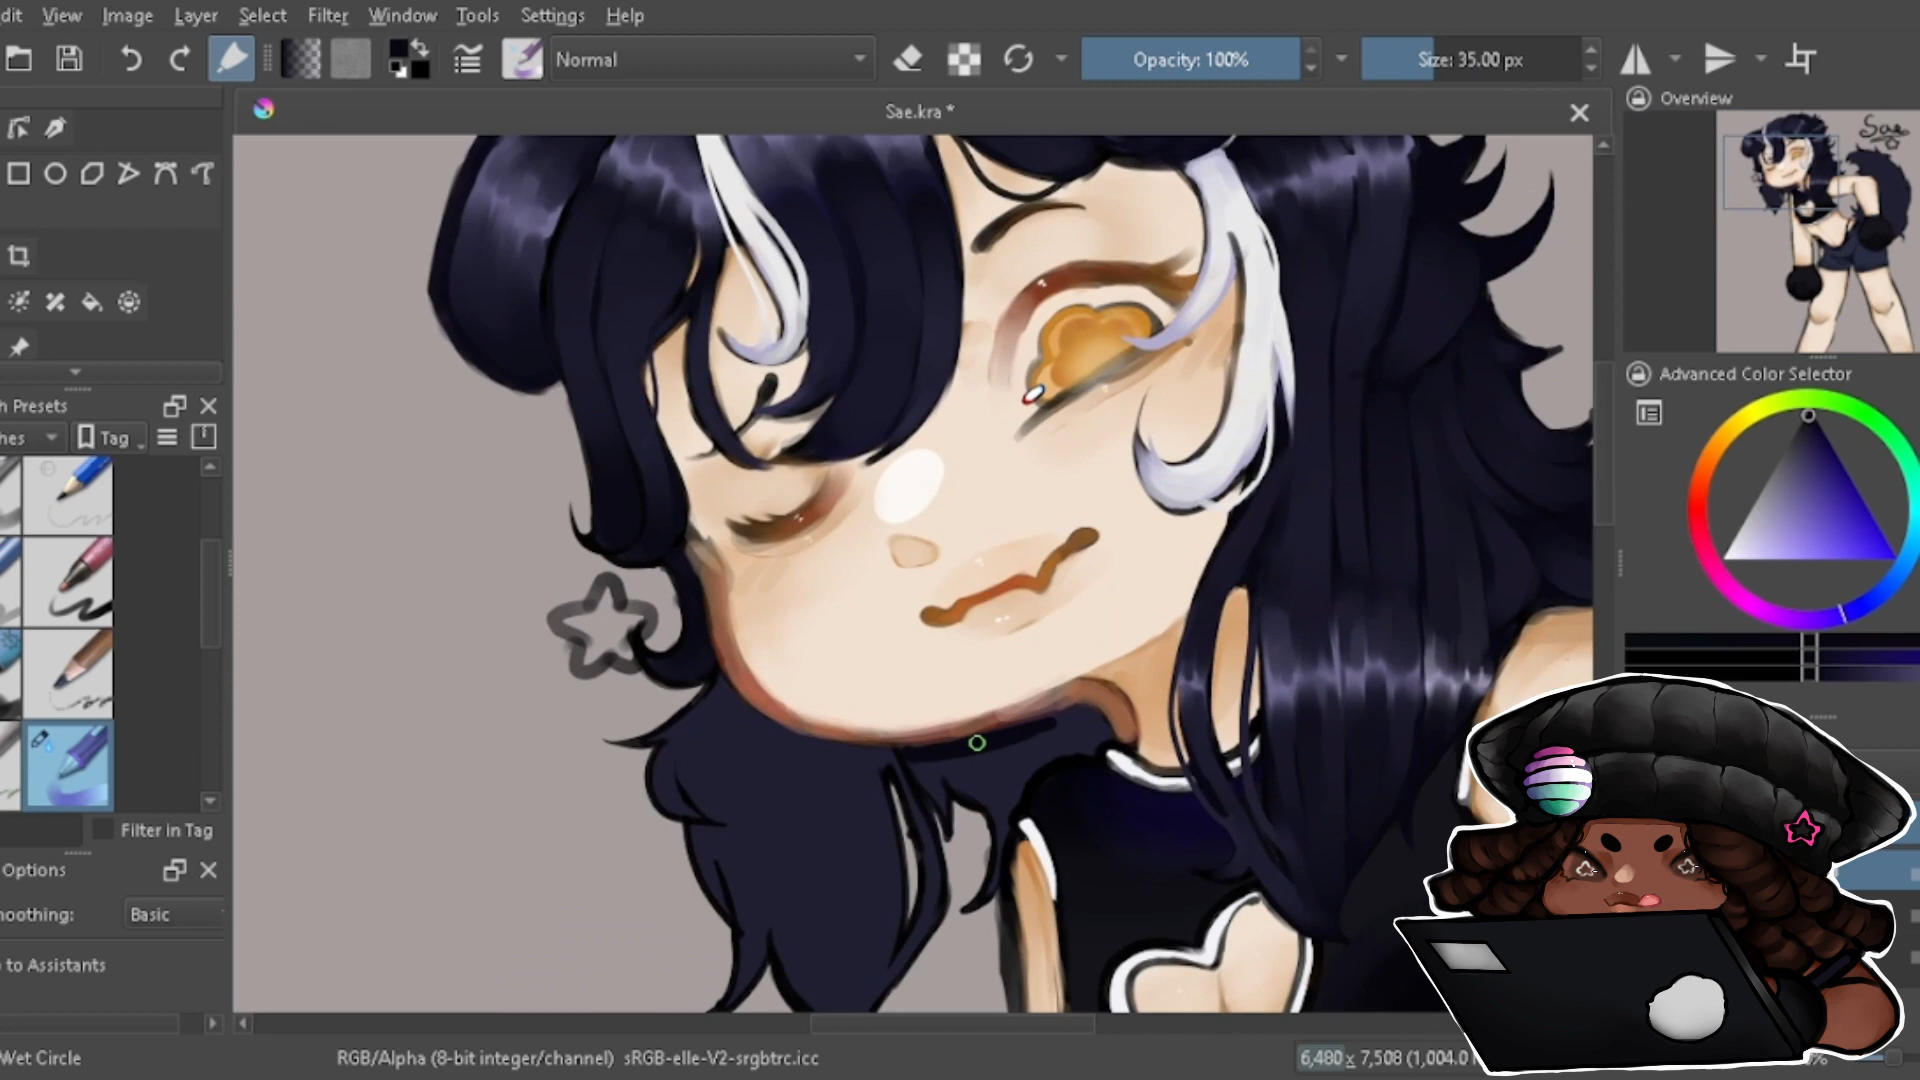 dit View Image Layer Select Filter Window Tools Settings Help
Normal Opacity: 100% Size: 35.00 px
Sae.kra *
Overview
Sae
Advanced Color Selector
h Presets
hes Tag
Filter in Tag
Options
moothing: Basic
to Assistants
Wet Circle RGB/Alpha (8-bit integer/channel) sRGB-elle-V2-srgbtrc.icc 6,480 x 7,508 (1,004.0